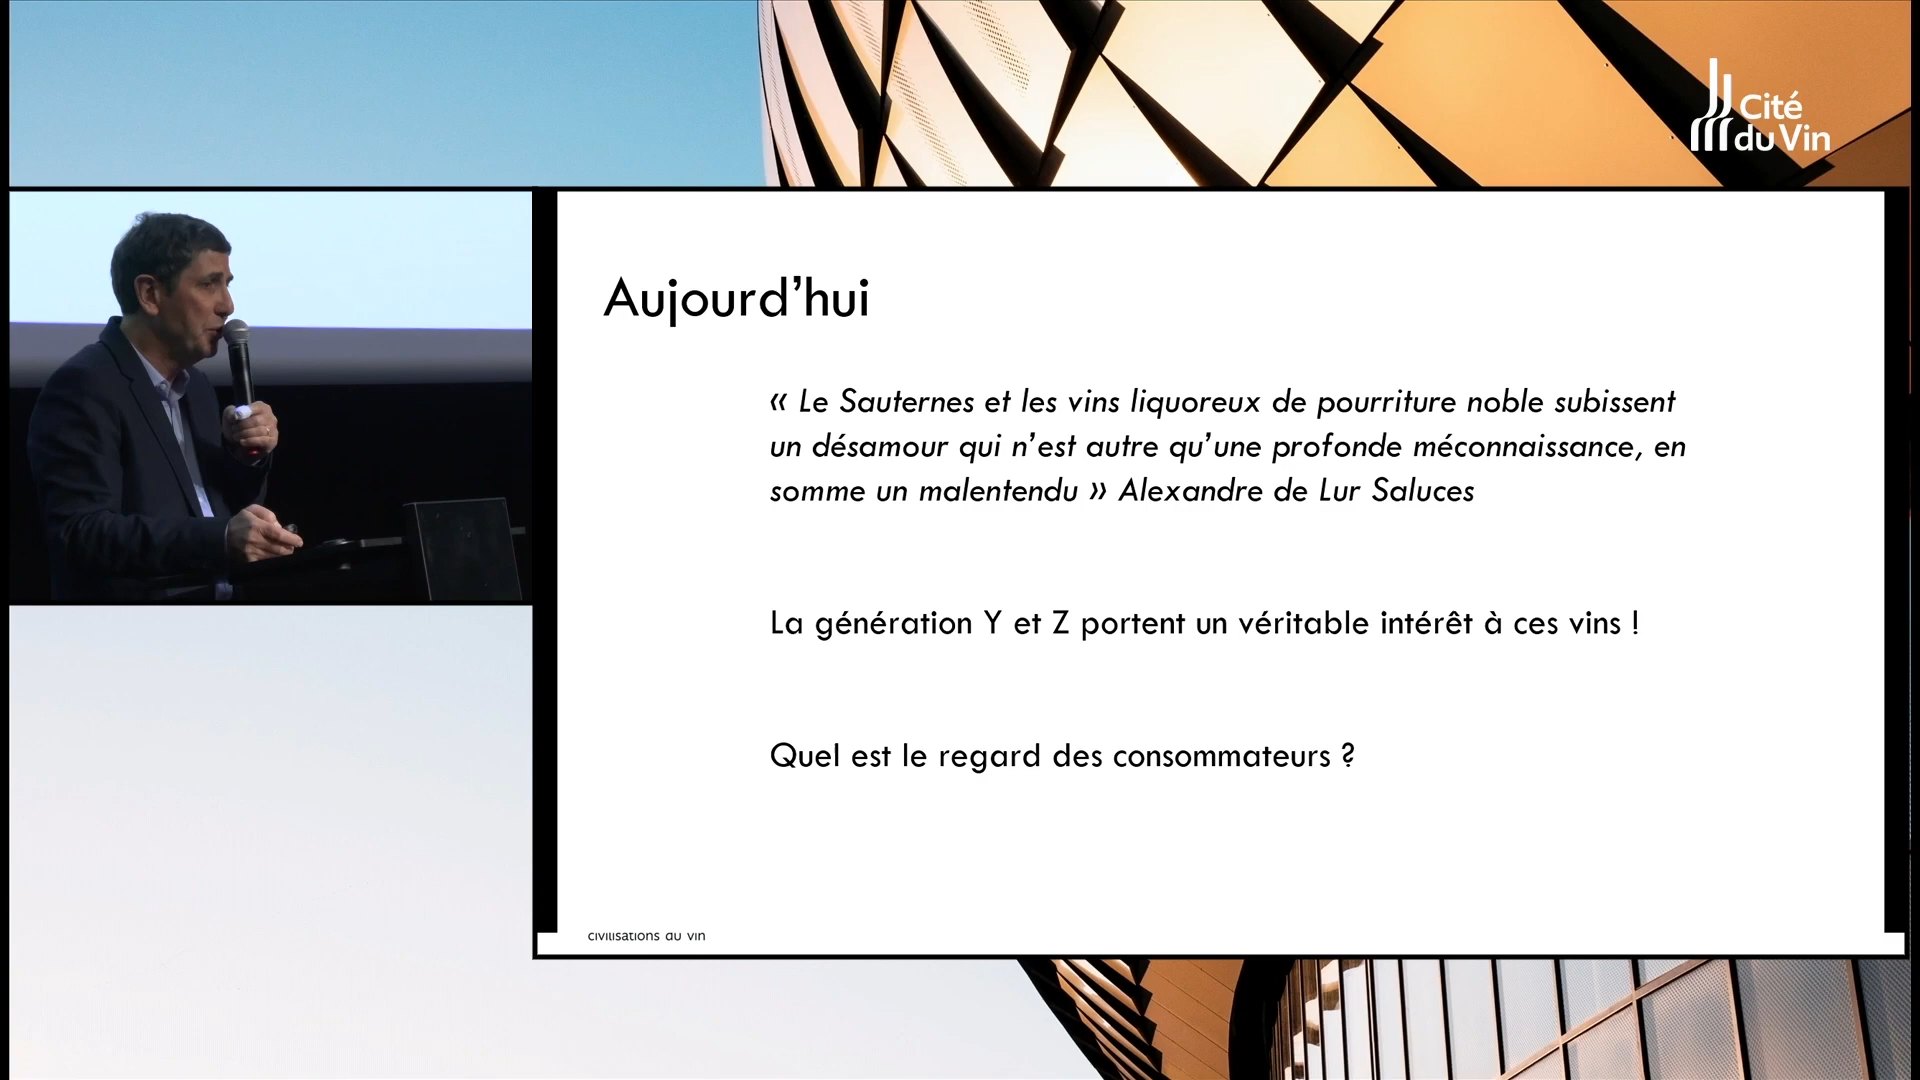 Cité
du Vin
Aujourd’hui
« Le Sauternes et les vins liquoreux de pourriture noble subissent
un désamour qui n’est autre qu’une profonde méconnaissance, en
somme un malentendu » Alexandre de Lur Saluces
La génération Y et Z portent un véritable intérêt à ces vins !
Quel est le regard des consommateurs ?
civilisations du vin